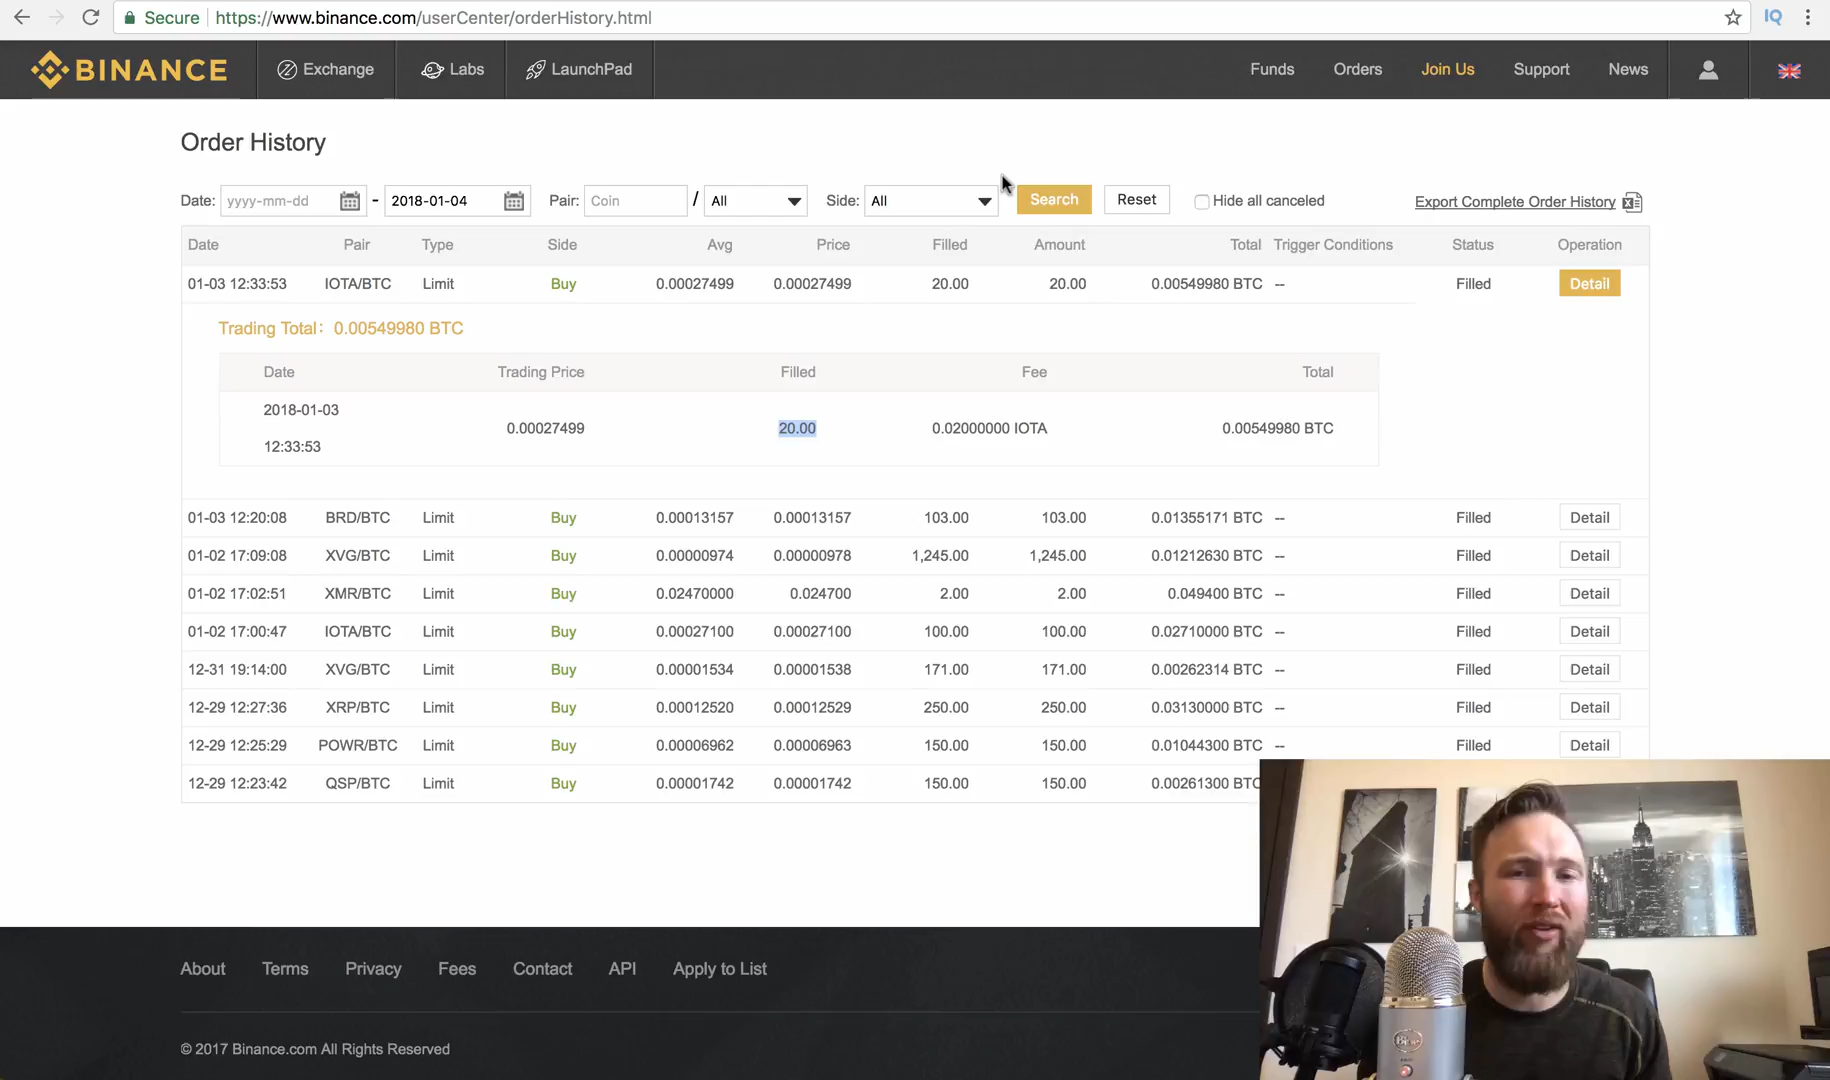 Secure https://www.binance.com/userCenter/orderHistory.html IQ
BINANCE Exchange Labs LaunchPad Funds Orders Join Us Support News
Order History
Date: yyyy-mm-dd - 2018-01-04 Pair: Coin / All Side: All Search Reset Hide all canceled Export Complete Order History
Date Pair Type Side Avg Price Filled Amount Total Trigger Conditions Status Operation
01-03 12:33:53 IOTA/BTC Limit Buy 0.00027499 0.00027499 20.00 20.00 0.00549980 BTC -- Filled Detail
Trading Total: 0.00549980 BTC
Date Trading Price Filled Fee Total
2018-01-03
0.00027499 20.00 0.02000000 IOTA 0.00549980 BTC
12:33:53
01-03 12:20:08 BRD/BTC Limit Buy 0.00013157 0.00013157 103.00 103.00 0.01355171 BTC -- Filled Detail
01-02 17:09:08 XVG/BTC Limit Buy 0.00000974 0.00000978 1,245.00 1,245.00 0.01212630 BTC -- Filled Detail
01-02 17:02:51 XMR/BTC Limit Buy 0.02470000 0.024700 2.00 2.00 0.049400 BTC -- Filled Detail
01-02 17:00:47 IOTA/BTC Limit Buy 0.00027100 0.00027100 100.00 100.00 0.02710000 BTC -- Filled Detail
12-31 19:14:00 XVG/BTC Limit Buy 0.00001534 0.00001538 171.00 171.00 0.00262314 BTC -- Filled Detail
12-29 12:27:36 XRP/BTC Limit Buy 0.00012520 0.00012529 250.00 250.00 0.03130000 BTC -- Filled Detail
12-29 12:25:29 POWR/BTC Limit Buy 0.00006962 0.00006963 150.00 150.00 0.01044300 BTC -- Filled Detail
12-29 12:23:42 QSP/BTC Limit Buy 0.00001742 0.00001742 150.00 150.00 0.00261300 BTC
About Terms Privacy Fees Contact API Apply to List
© 2017 Binance.com All Rights Reserved
Blue